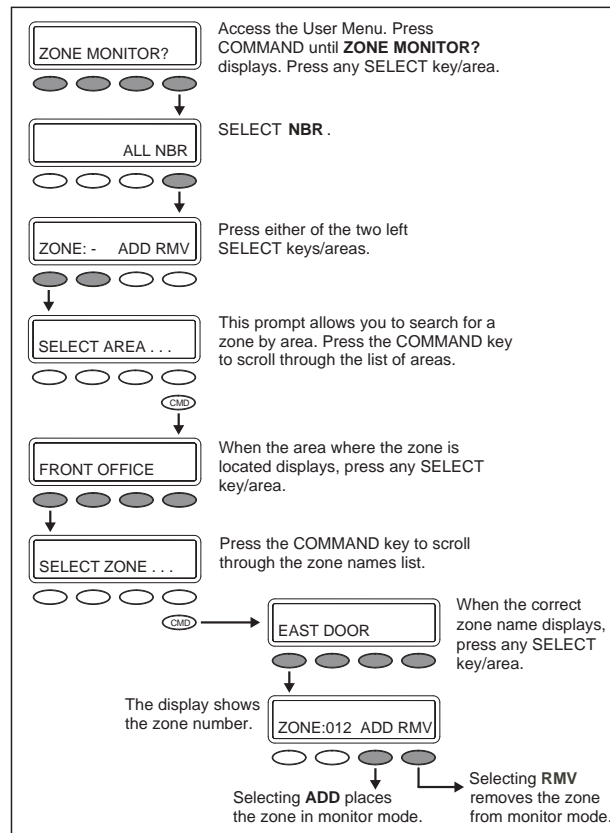 ZONE MONITOR?
Access the User Menu. Press
COMMAND until ZONE MONITOR?
displays. Press any SELECT key/area.
ALL NBR
SELECT NBR .
ZONE: - ADD RMV
Press either of the two left
SELECT keys/areas.
SELECT AREA . . .
This prompt allows you to search for a
zone by area. Press the COMMAND key
to scroll through the list of areas.
CMD
FRONT OFFICE
When the area where the zone is
located displays, press any SELECT
key/area.
SELECT ZONE . . .
Press the COMMAND key to scroll
through the zone names list.
CMD
EAST DOOR
When the correct
zone name displays,
press any SELECT
key/area.
The display shows
the zone number.
ZONE:012 ADD RMV
Selecting ADD places
the zone in monitor mode.
Selecting RMV
removes the zone
from monitor mode.